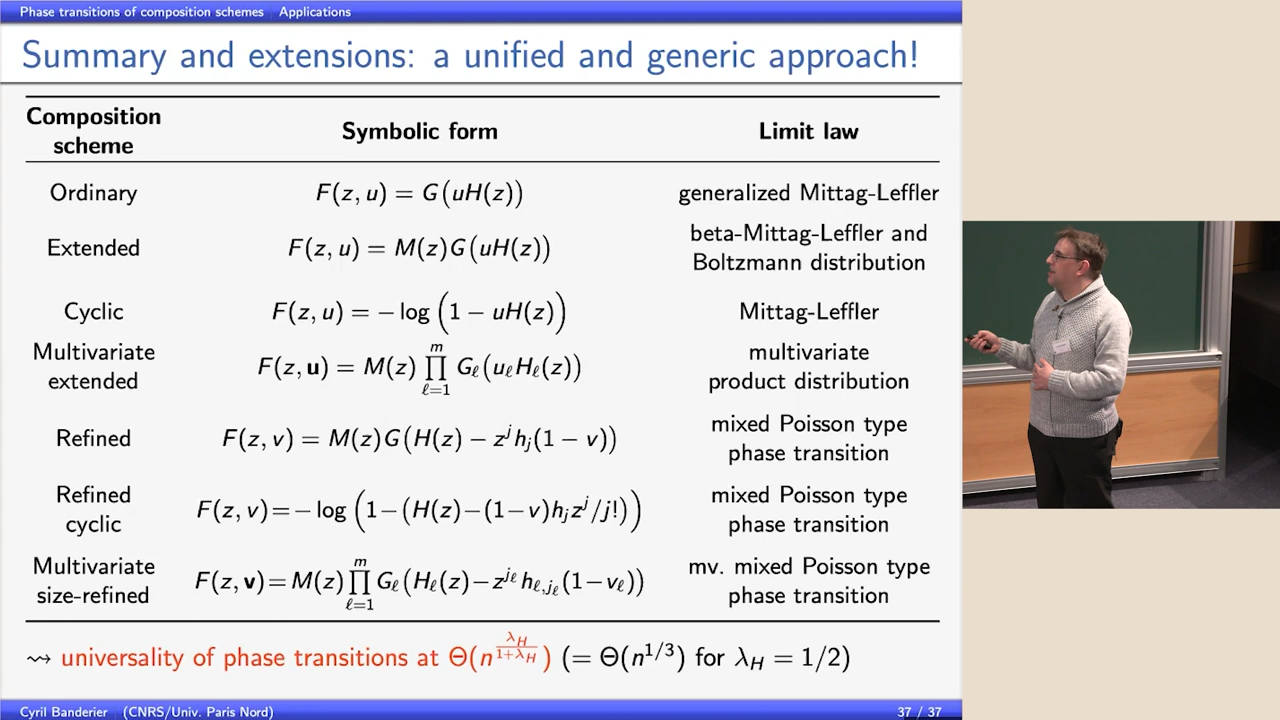 Phase transitions of composition schemes Applications
Summary and extensions: a unified and generic approach!
Composition scheme Symbolic form Limit law
Ordinary F(z, u) = G(uH(z)) generalized Mittag-Leffler
Extended F(z, u) = M(z)G(uH(z)) beta-Mittag-Leffler and Boltzmann distribution
Cyclic F(z, u) = − log (1 − uH(z)) Mittag-Leffler
Multivariate extended F(z, u) = M(z) ∏_{ℓ=1}^{m} G_ℓ(u_ℓH_ℓ(z)) multivariate product distribution
Refined F(z, v) = M(z)G(H(z) − z^j h_j(1 − v)) mixed Poisson type phase transition
Refined cyclic F(z, v) = − log (1−(H(z)−(1−v)h_j z^j/j!)) mixed Poisson type phase transition
Multivariate size-refined F(z, v) = M(z) ∏_{ℓ=1}^{m} G_ℓ(H_ℓ(z)−z^{j_ℓ} h_{ℓ,j_ℓ}(1−v_ℓ)) mv. mixed Poisson type phase transition
⇝ universality of phase transitions at Θ(n^{λ_H/(1+λ_H)}) (= Θ(n^{1/3}) for λ_H = 1/2)
Cyril Banderier (CNRS/Univ. Paris Nord) 37 / 37